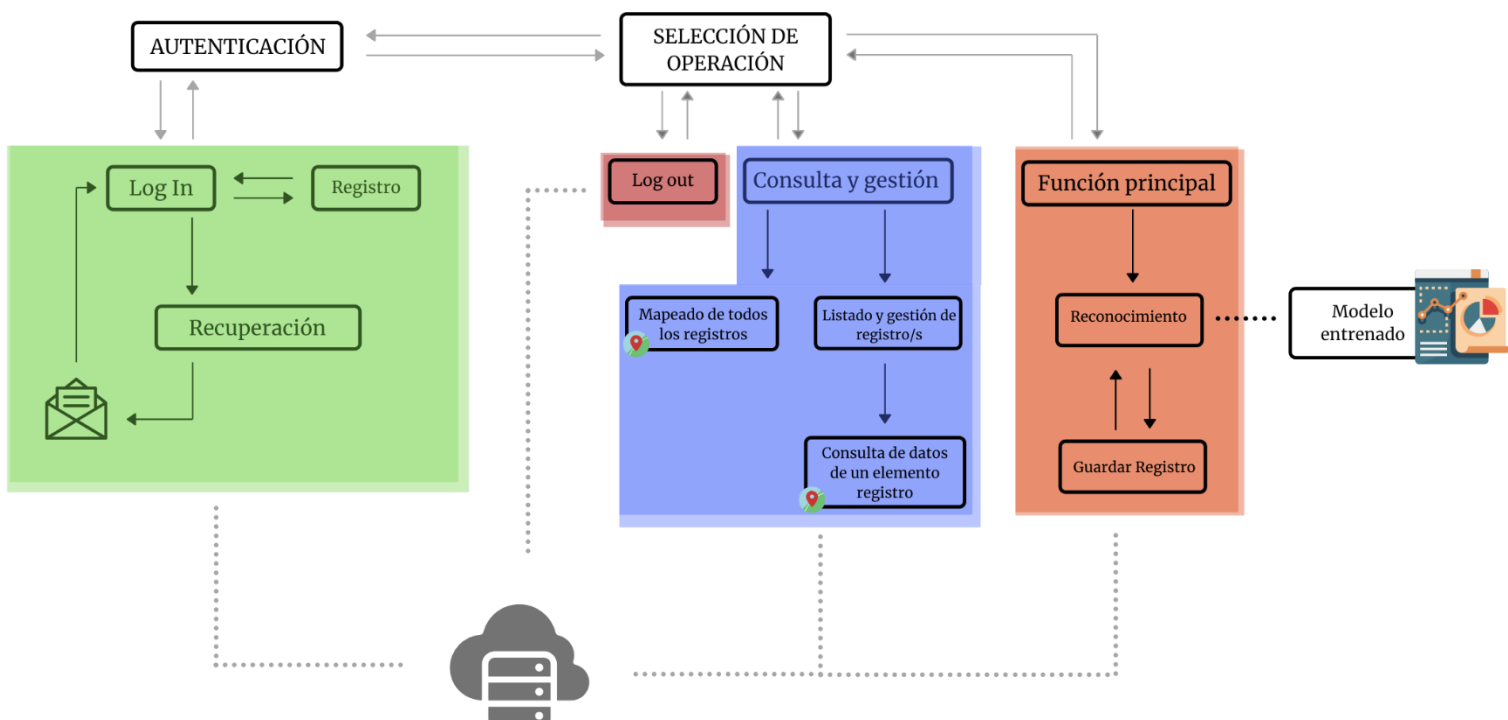 AUTENTICACIÓN
SELECCIÓN DE
OPERACIÓN
Log In
Registro
Recuperación
Log out
Consulta y gestión
Mapeado de todos
los registros
Listado y gestión de
registro/s
Consulta de datos
de un elemento
registro
Función principal
Reconocimiento
Guardar Registro
Modelo
entrenado